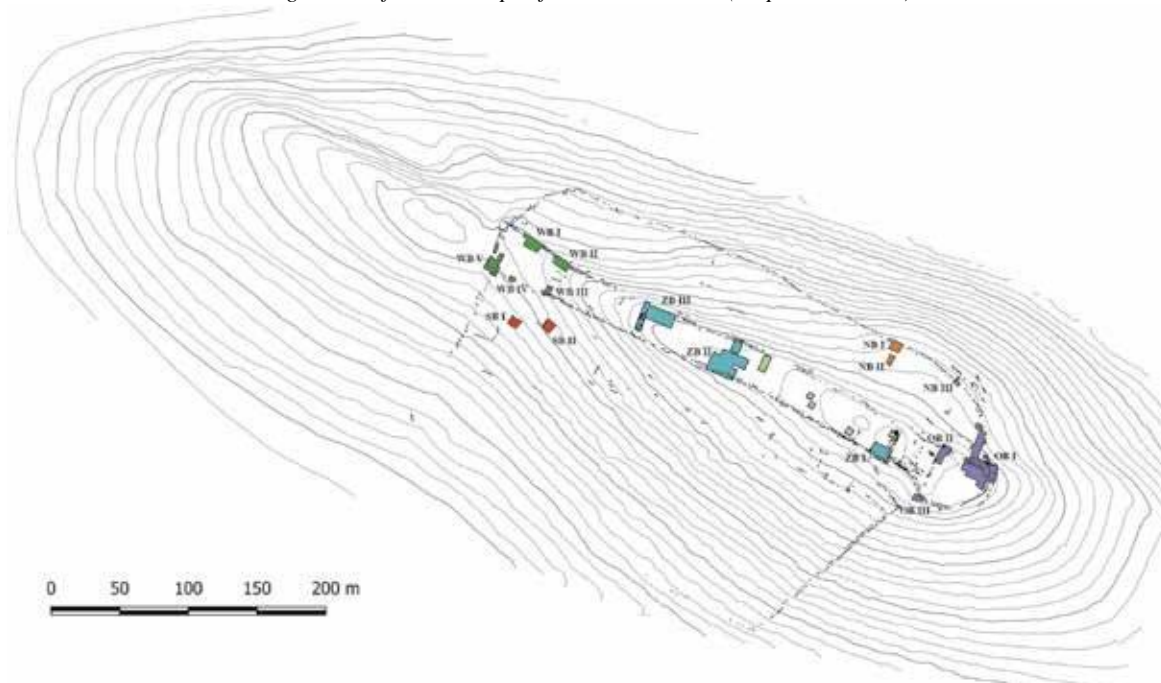 WB I
WB II
WB V
WB IV
WB III
ZB III
SB I
SB II
NB I
ZB II
NB II
NB III
OB II
ZB I
OB I
OB III
0 50 100 150 200 m